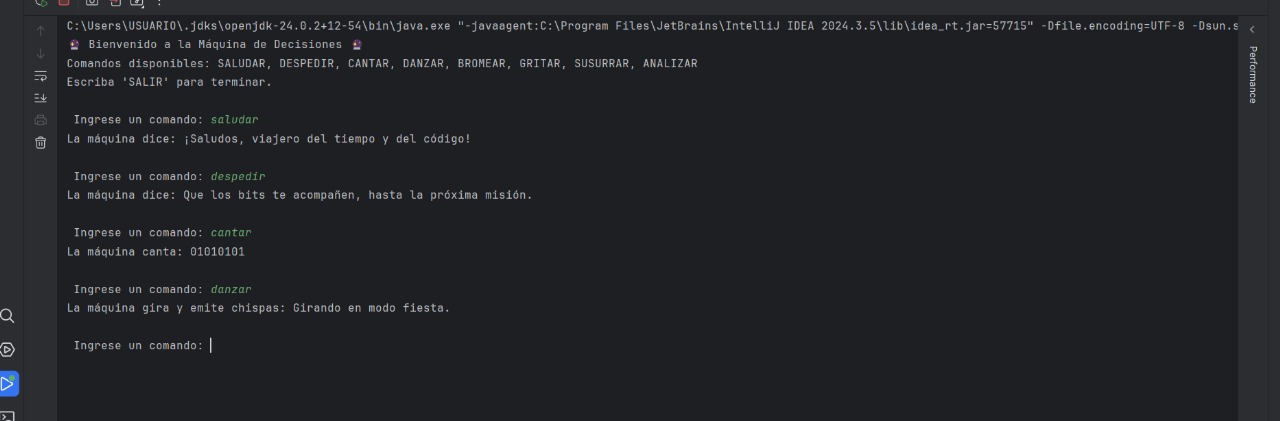 C:\Users\USUARIO\.jdks\openjdk-24.0.2+12-54\bin\java.exe "-javaagent:C:\Program Files\JetBrains\IntelliJ IDEA 2024.3.5\lib\idea_rt.jar=57715" -Dfile.encoding=UTF-8 -Dsun.s
🔮 Bienvenido a la Máquina de Decisiones 🔮
Comandos disponibles: SALUDAR, DESPEDIR, CANTAR, DANZAR, BROMEAR, GRITAR, SUSURRAR, ANALIZAR
Escriba 'SALIR' para terminar.
Ingrese un comando: saludar
La máquina dice: ¡Saludos, viajero del tiempo y del código!
Ingrese un comando: despedir
La máquina dice: Que los bits te acompañen, hasta la próxima misión.
Ingrese un comando: cantar
La máquina canta: 01010101
Ingrese un comando: danzar
La máquina gira y emite chispas: Girando en modo fiesta.
Ingrese un comando:
Performance